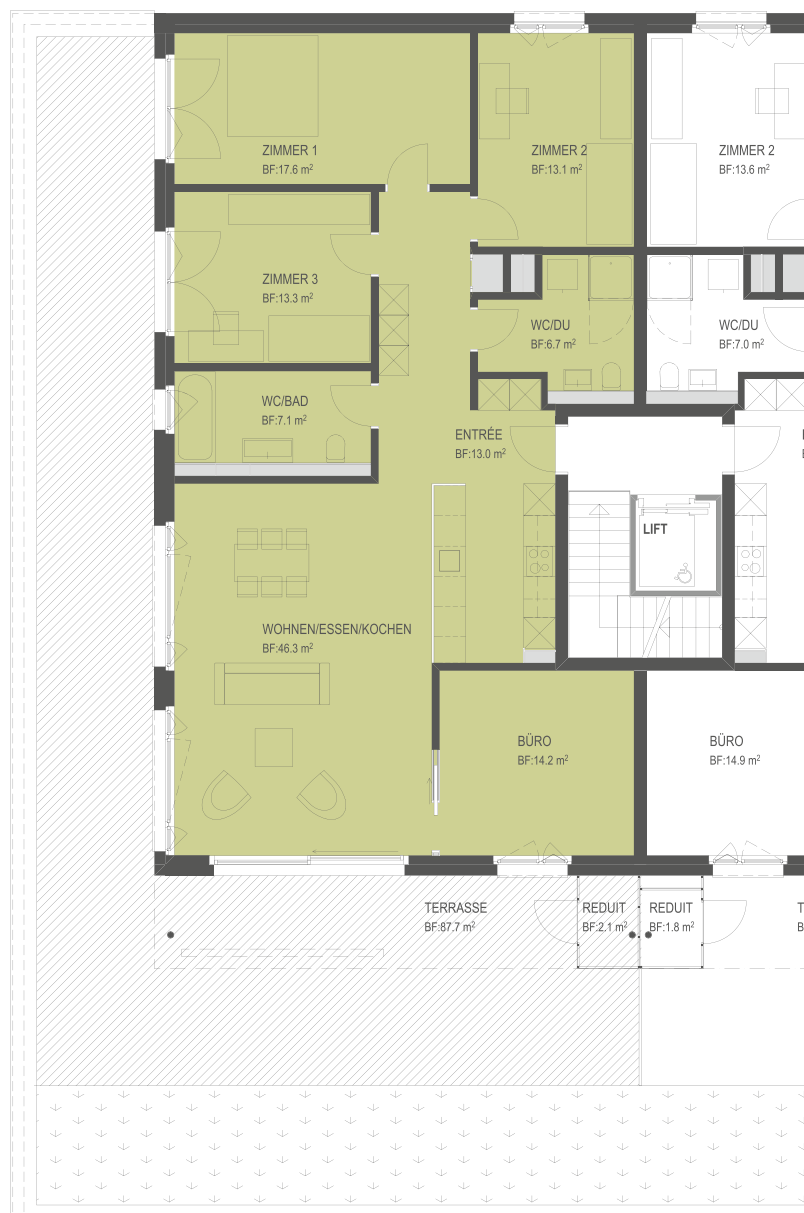 ZIMMER 1
BF:17.6 m²
ZIMMER 2
BF:13.1 m²
ZIMMER 2
BF:13.6 m²
ZIMMER 3
BF:13.3 m²
WC/DU
BF:6.7 m²
WC/DU
BF:7.0 m²
WC/BAD
BF:7.1 m²
ENTRÉE
BF:13.0 m²
LIFT
WOHNEN/ESSEN/KOCHEN
BF:46.3 m²
BÜRO
BF:14.2 m²
BÜRO
BF:14.9 m²
TERRASSE
BF:87.7 m²
REDUIT
BF:2.1 m²
REDUIT
BF:1.8 m²